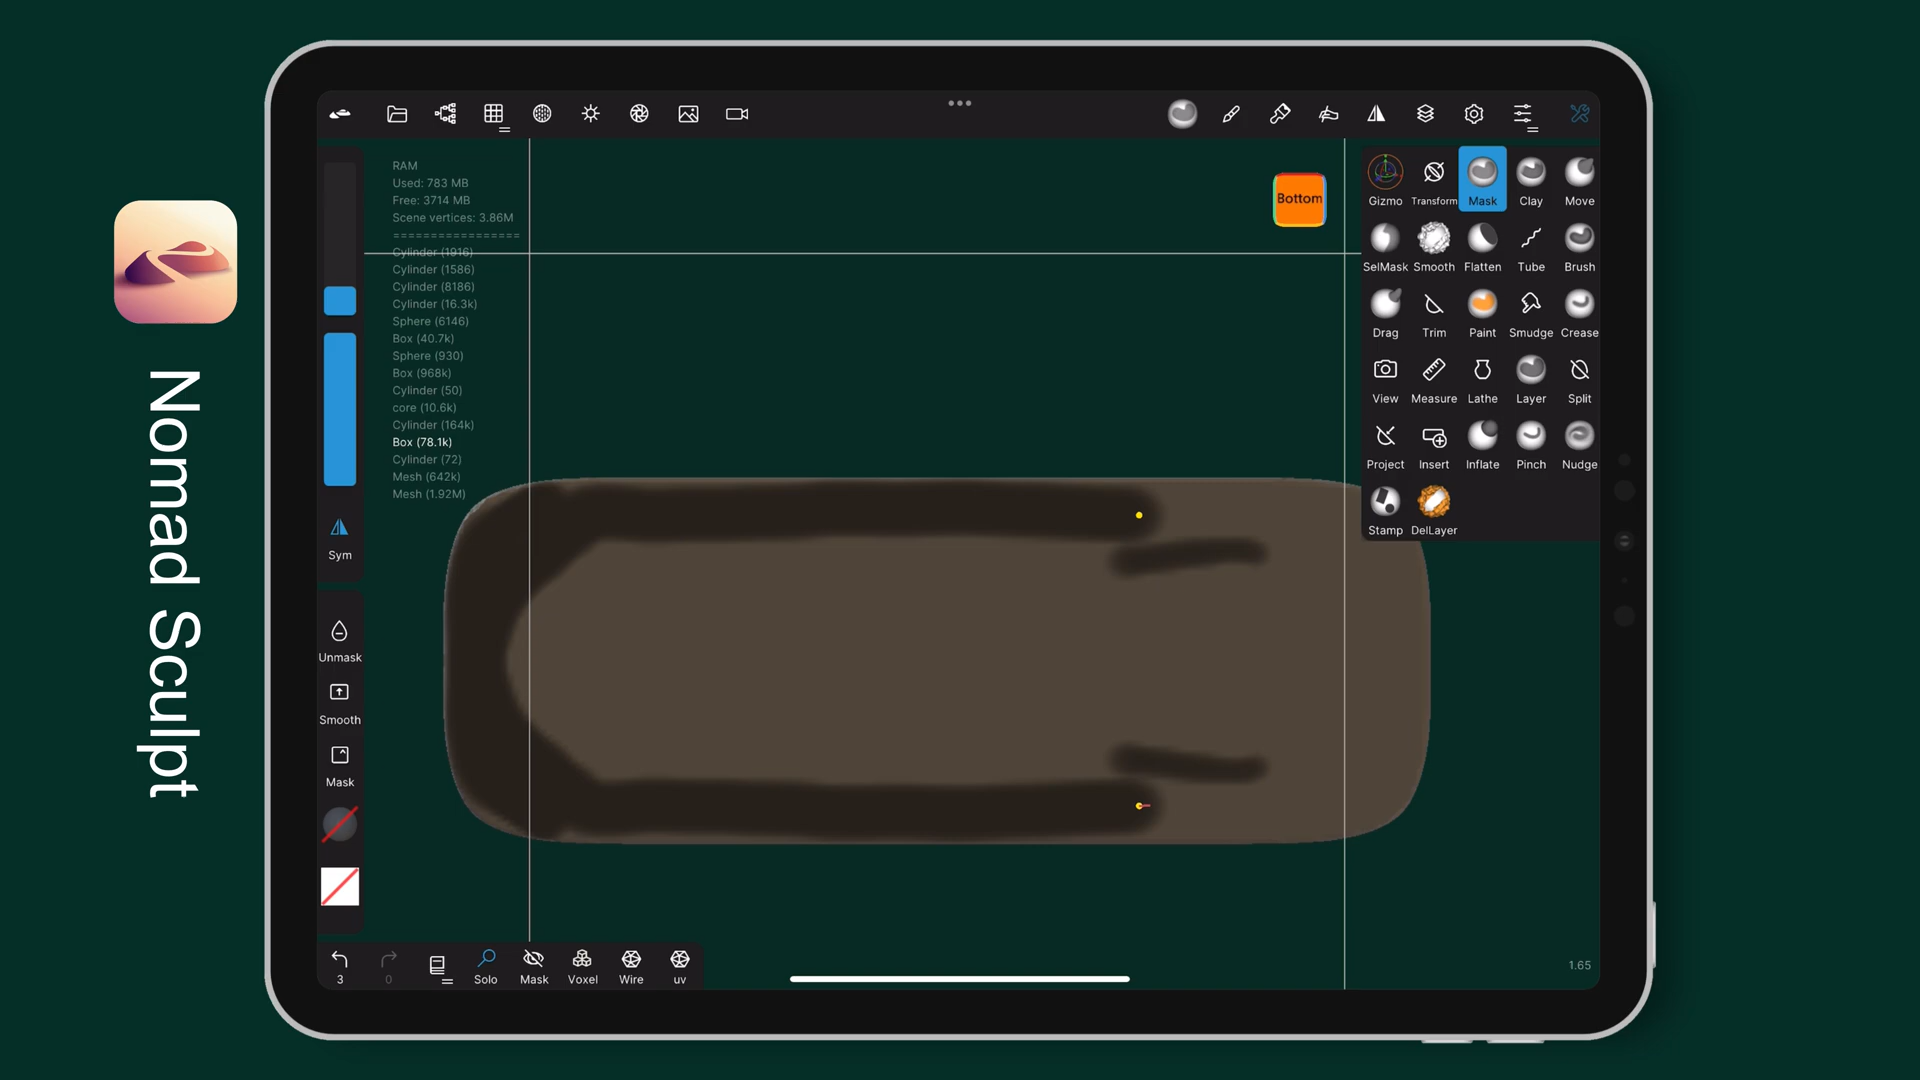 Nomad Sculpt
RAM
Used: 783 MB
Free: 3714 MB
Scene vertices: 3.86M
=================
Cylinder (1916)
Cylinder (1586)
Cylinder (8186)
Cylinder (16.3k)
Sphere (6146)
Box (40.7k)
Sphere (930)
Box (968k)
Cylinder (50)
core (10.6k)
Cylinder (164k)
Box (78.1k)
Cylinder (72)
Mesh (642k)
Mesh (1.92M)
Bottom
Gizmo Transform Mask Clay Move
SelMask Smooth Flatten Tube Brush
Drag Trim Paint Smudge Crease
View Measure Lathe Layer Split
Project Insert Inflate Pinch Nudge
Stamp DelLayer
Sym
Unmask
Smooth
Mask
3 0 Solo Mask Voxel Wire uv
1.65